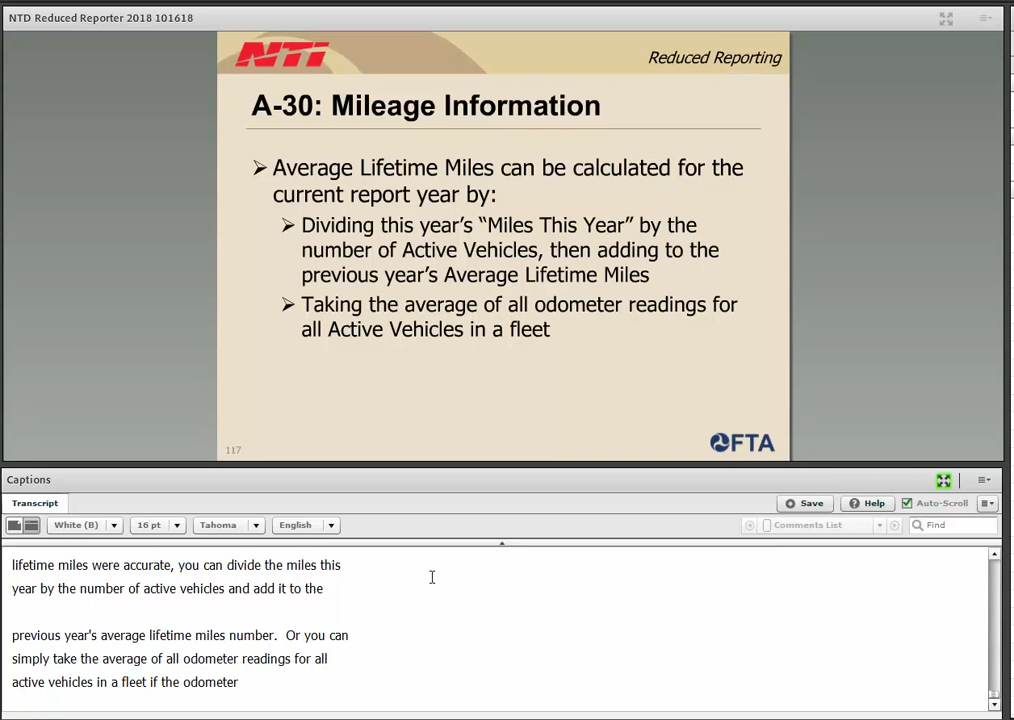 NTD Reduced Reporter 2018 101618
NTI
Reduced Reporting
A-30: Mileage Information
Average Lifetime Miles can be calculated for the
current report year by:
Dividing this year's “Miles This Year” by the
number of Active Vehicles, then adding to the
previous year's Average Lifetime Miles
Taking the average of all odometer readings for
all Active Vehicles in a fleet
117
FTA
Captions
Transcript
Save
Help
Auto-Scroll
White (B)
16 pt
Tahoma
English
Comments List
Find
lifetime miles were accurate, you can divide the miles this
year by the number of active vehicles and add it to the
previous year's average lifetime miles number.  Or you can
simply take the average of all odometer readings for all
active vehicles in a fleet if the odometer